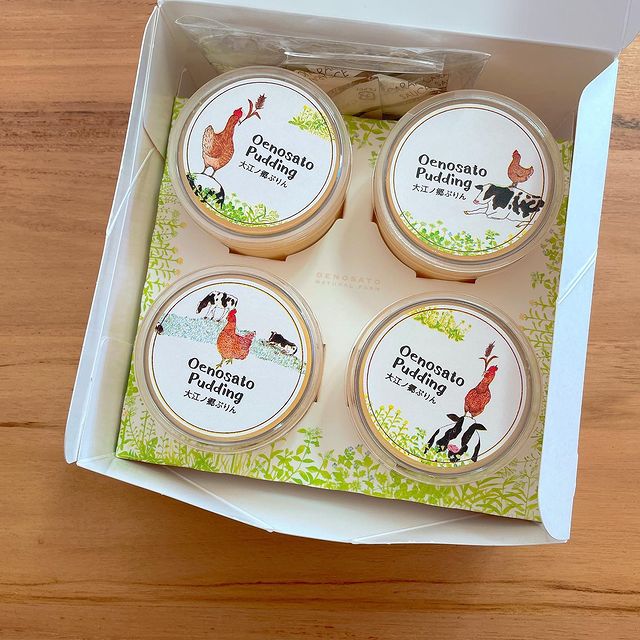 Oenosato
Pudding
大江ノ郷ぷりん
Oenosato
Pudding
大江ノ郷ぷりん
OENOSATO
NATURAL FARM
Oenosato
Pudding
大江ノ郷ぷりん
Oenosato
Pudding
大江ノ郷ぷりん